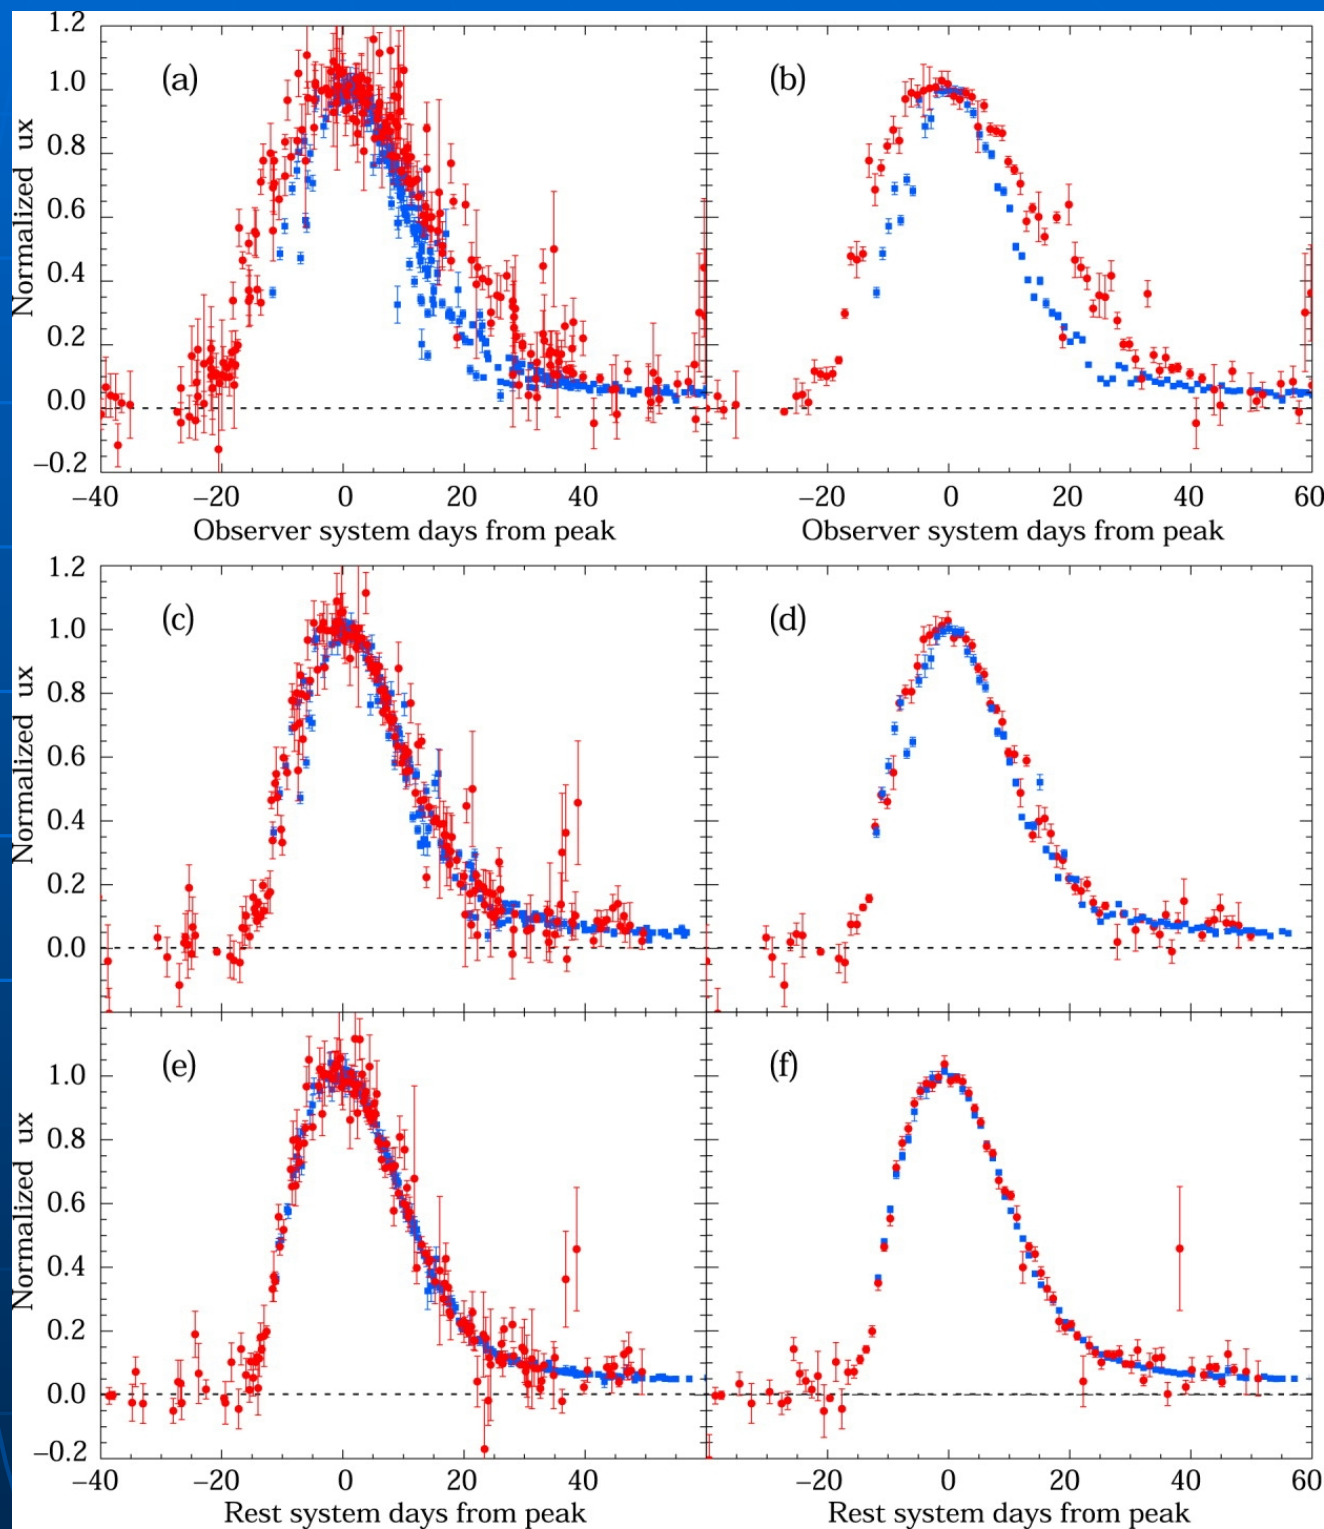 1.2
(a) (b)
1.0
0.8
0.6
0.4
0.2
0.0
−0.2
Normalized ux
−40 −20 0 20 40 −20 0 20 40 60
Observer system days from peak Observer system days from peak
1.2
(c) (d)
1.0
0.8
0.6
0.4
0.2
0.0
Normalized ux
(e) (f)
1.0
0.8
0.6
0.4
0.2
0.0
−0.2
Normalized ux
−40 −20 0 20 40 −20 0 20 40 60
Rest system days from peak Rest system days from peak